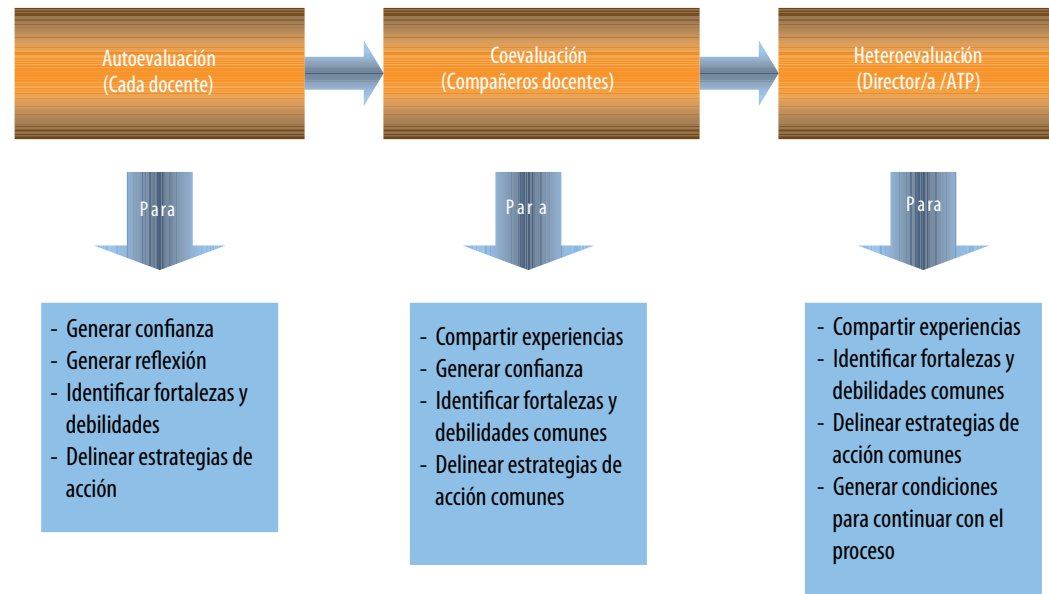 Autoevaluación
(Cada docente)
Coevaluación
(Compañeros docentes)
Heteroevaluación
(Director/a /ATP)
Para
Para
Para
- Generar confianza
- Generar reflexión
- Identificar fortalezas y
debilidades
- Delinear estrategias de
acción
- Compartir experiencias
- Generar confianza
- Identificar fortalezas y
debilidades comunes
- Delinear estrategias de
acción comunes
- Compartir experiencias
- Identificar fortalezas y
debilidades comunes
- Delinear estrategias de
acción comunes
- Generar condiciones
para continuar con el
proceso